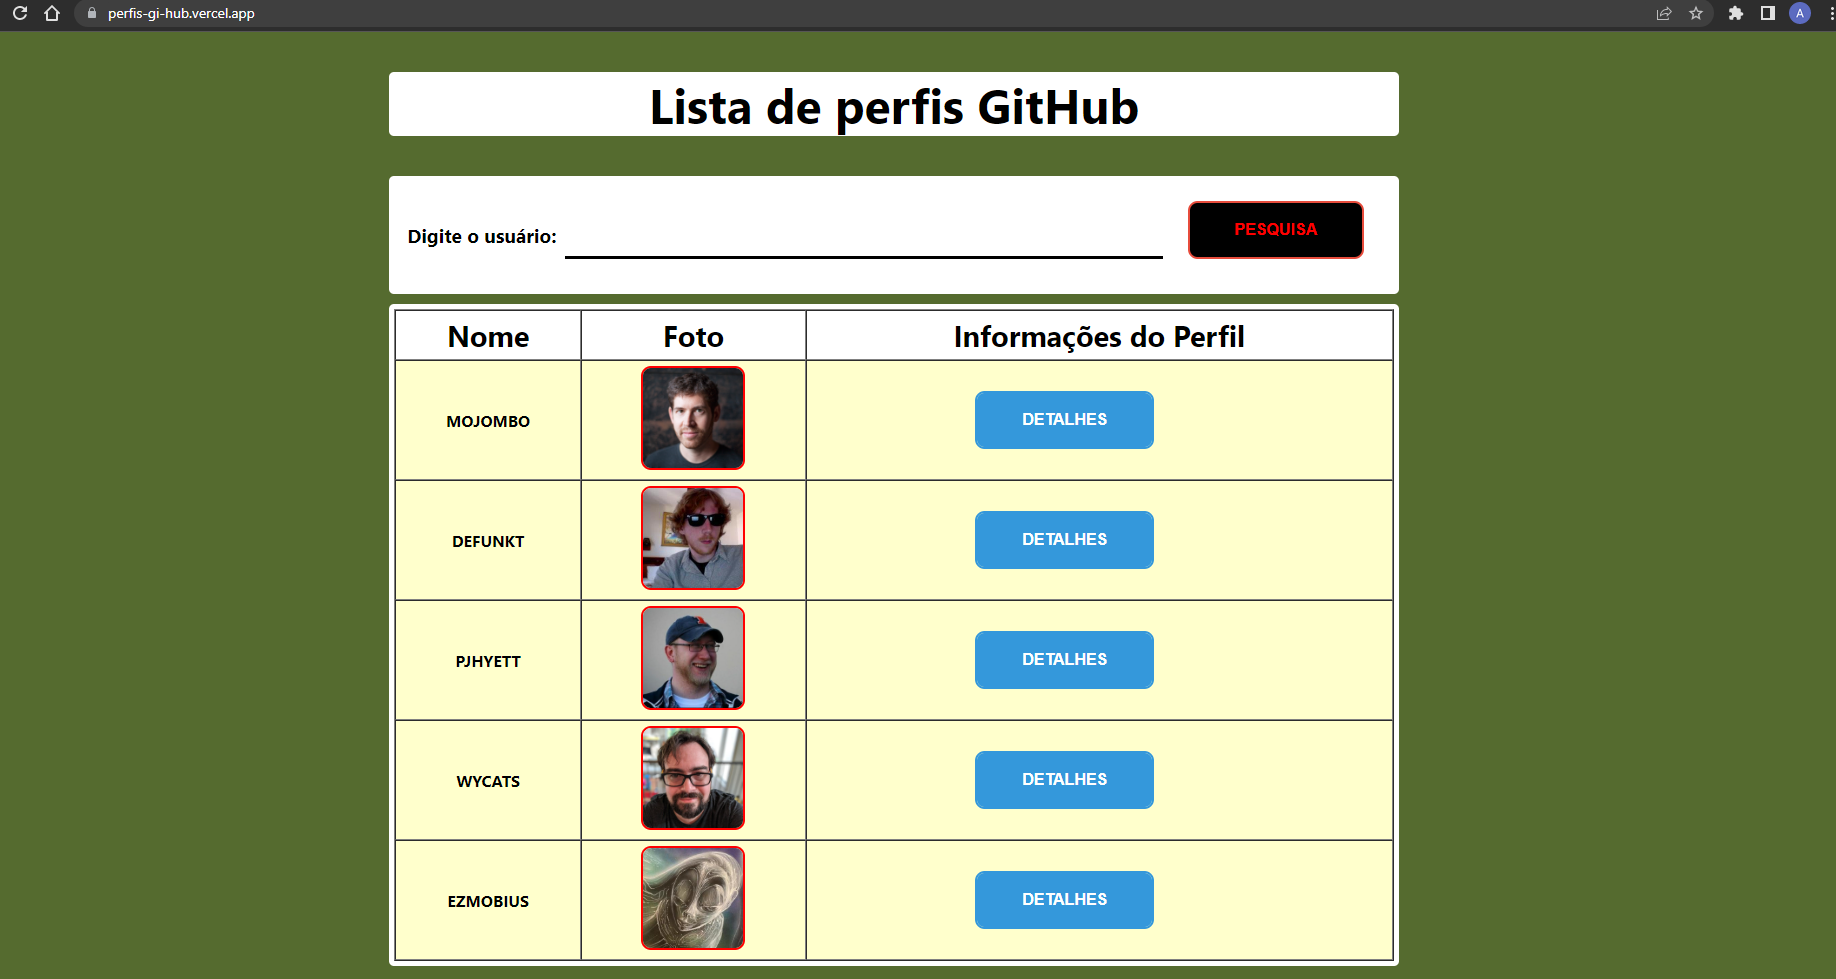 perfis-gi-hub.vercel.app
A
Lista de perfis GitHub
Digite o usuário:
PESQUISA
Nome Foto Informações do Perfil
MOJOMBO DETALHES
DEFUNKT DETALHES
PJHYETT DETALHES
WYCATS DETALHES
EZMOBIUS DETALHES